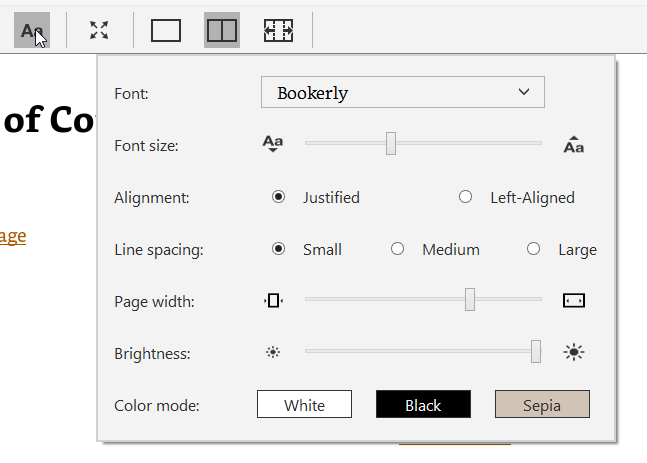 Aa
of Co
age
Font: Bookerly
Font size: Aa Aa
Alignment: Justified Left-Aligned
Line spacing: Small Medium Large
Page width:
Brightness:
Color mode: White Black Sepia